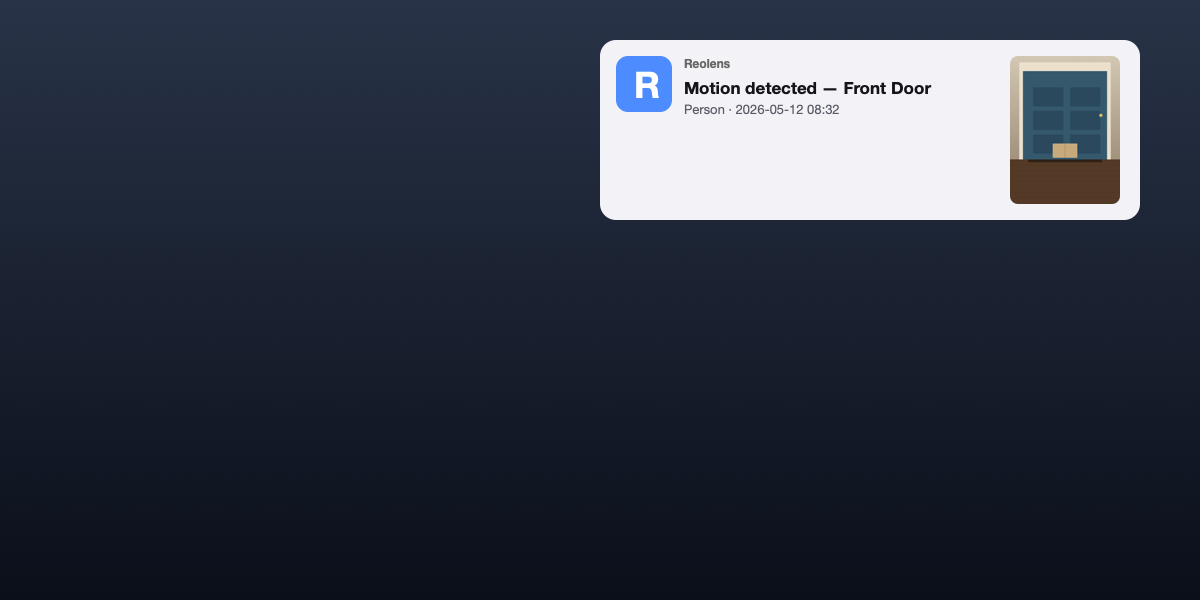 R
Reolens
Motion detected — Front Door
Person · 2026-05-12 08:32